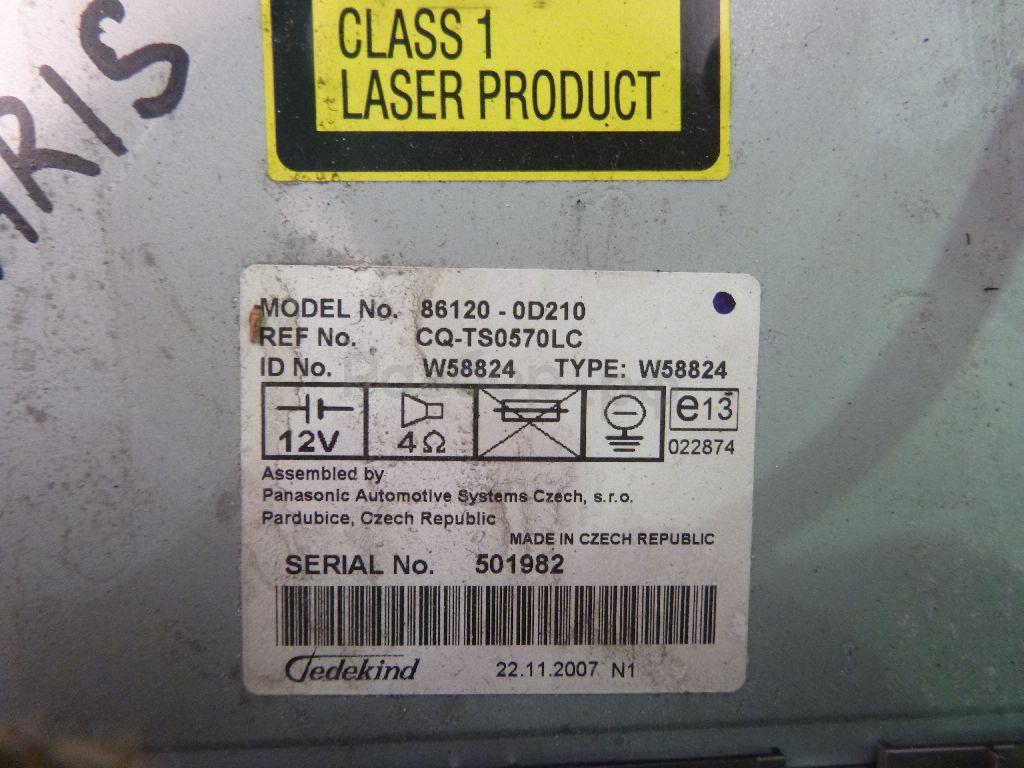 CLASS 1
LASER PRODUCT
ARIS
MODEL No. 86120 - 0D210
REF No. CQ-TS0570LC
ID No. W58824 TYPE: W58824
12V 4Ω e13
022874
Assembled by
Panasonic Automotive Systems Czech, s.r.o.
Pardubice, Czech Republic
MADE IN CZECH REPUBLIC
SERIAL No. 501982
Tedekind 22.11.2007 N1